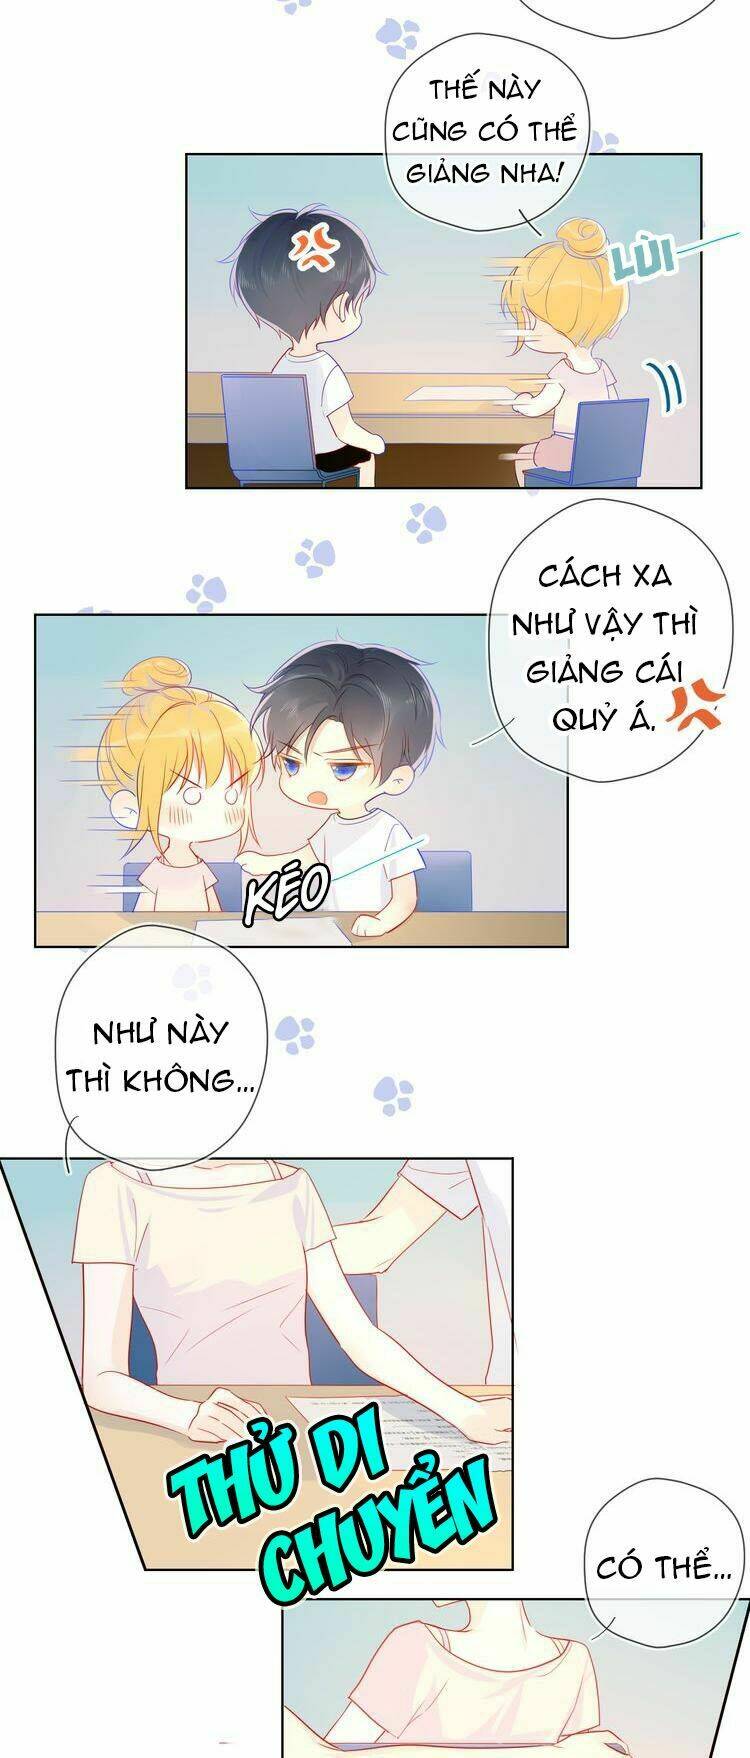 THẾ NÀY
CŨNG CÓ THỂ
GIẢNG NHA!
LÙI
CÁCH XA
NHƯ VẬY THÌ
GIẢNG CÁI
QUỶ Á.
KÉO
NHƯ NÀY
THÌ KHÔNG...
THỬ DI
CHUYỂN
CÓ THỂ...